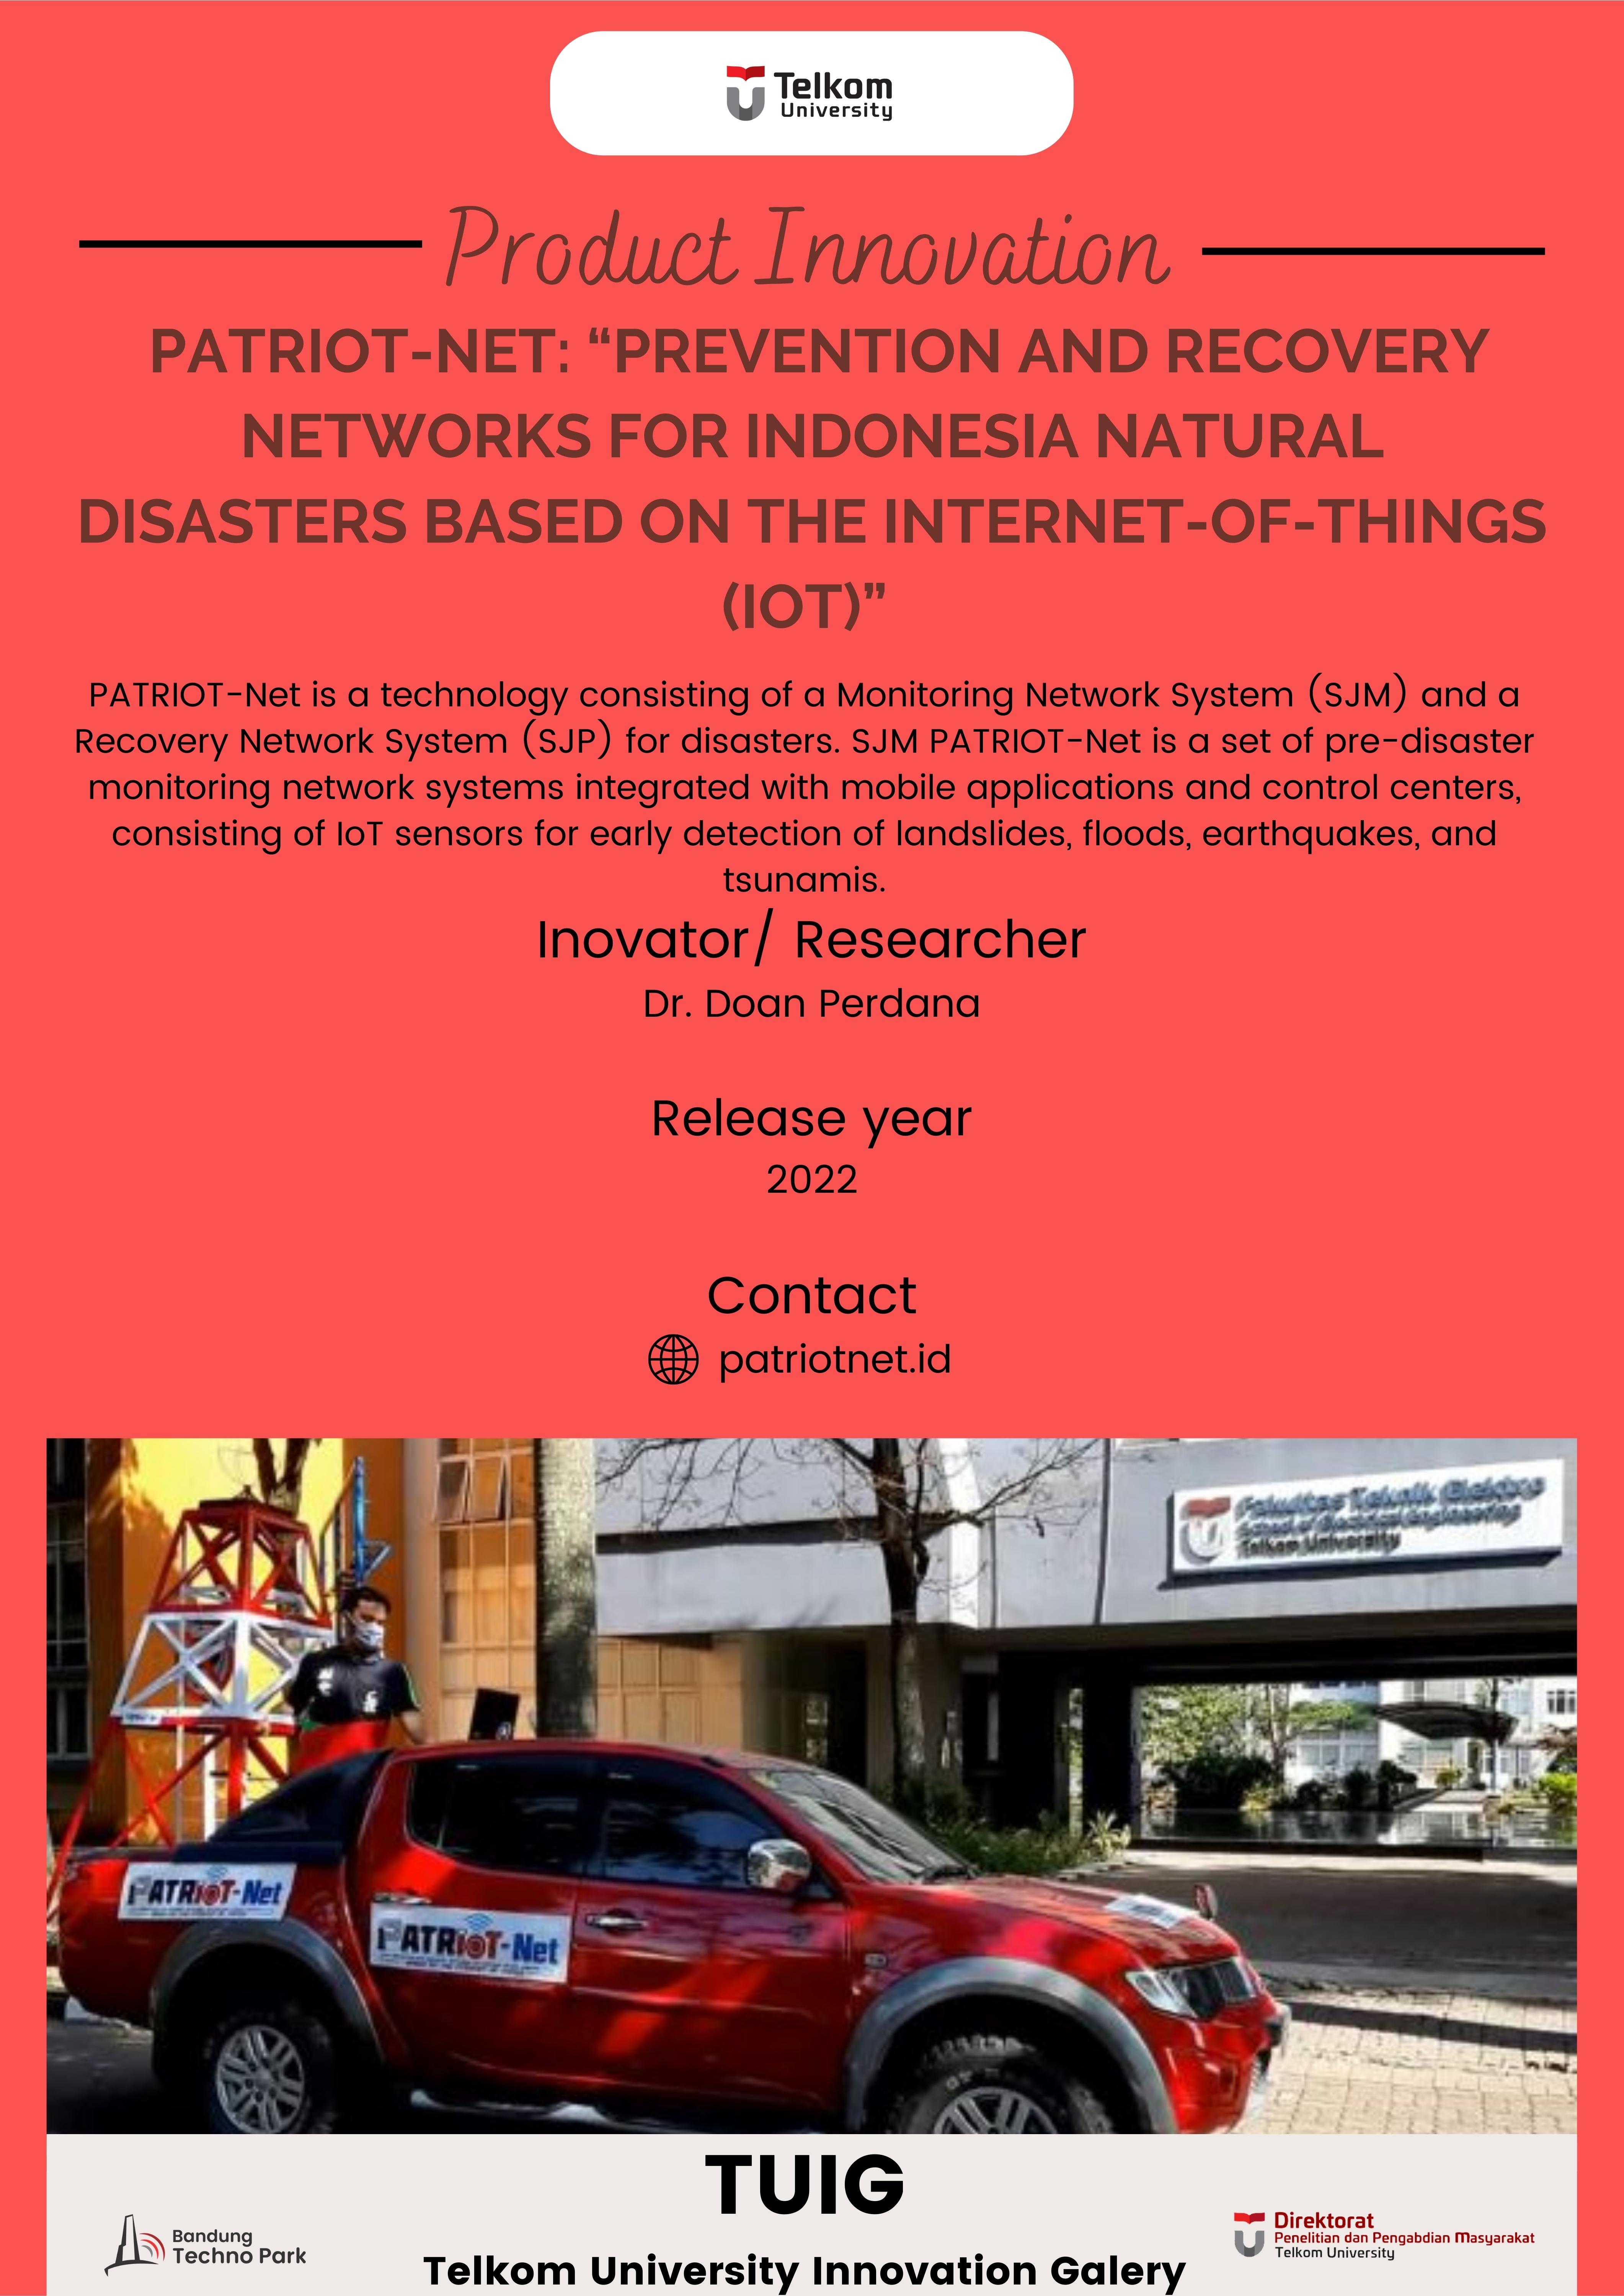 Telkom
University
Product Innovation
PATRIOT-NET: “PREVENTION AND RECOVERY
NETWORKS FOR INDONESIA NATURAL
DISASTERS BASED ON THE INTERNET-OF-THINGS
(IOT)”
PATRIOT-Net is a technology consisting of a Monitoring Network System (SJM) and a
Recovery Network System (SJP) for disasters. SJM PATRIOT-Net is a set of pre-disaster
monitoring network systems integrated with mobile applications and control centers,
consisting of IoT sensors for early detection of landslides, floods, earthquakes, and
tsunamis.
Inovator/ Researcher
Dr. Doan Perdana
Release year
2022
Contact
patriotnet.id
Fakultas Teknik Elektro
School of Electrical Engineering
Telkom University
PATRIoT-Net
PATRIoT-Net
TUIG
Telkom University Innovation Galery
Bandung
Techno Park
Direktorat
Penelitian dan Pengabdian Masyarakat
Telkom University